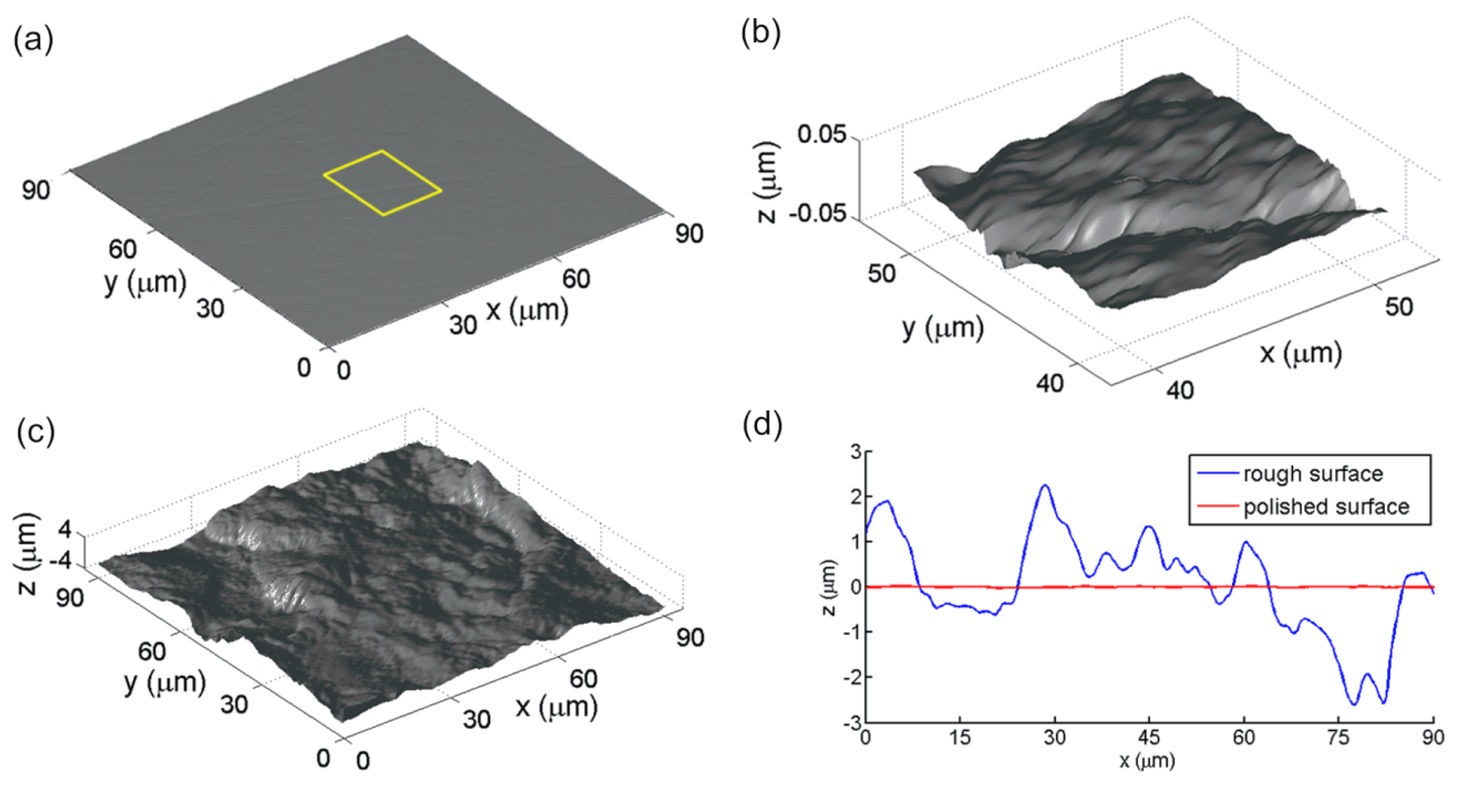 (a)
90
60
y (μm)
30
0
0
30
x (μm)
60
90
(b)
0.05
z (μm)
-0.05
50
y (μm)
40
40
x (μm)
50
(c)
4
z (μm)
-4
90
60
y (μm)
30
0
0
30
x (μm)
60
90
(d)
3
2
1
0
-1
-2
-3
z (μm)
rough surface
polished surface
0 15 30 45 60 75 90
x (μm)